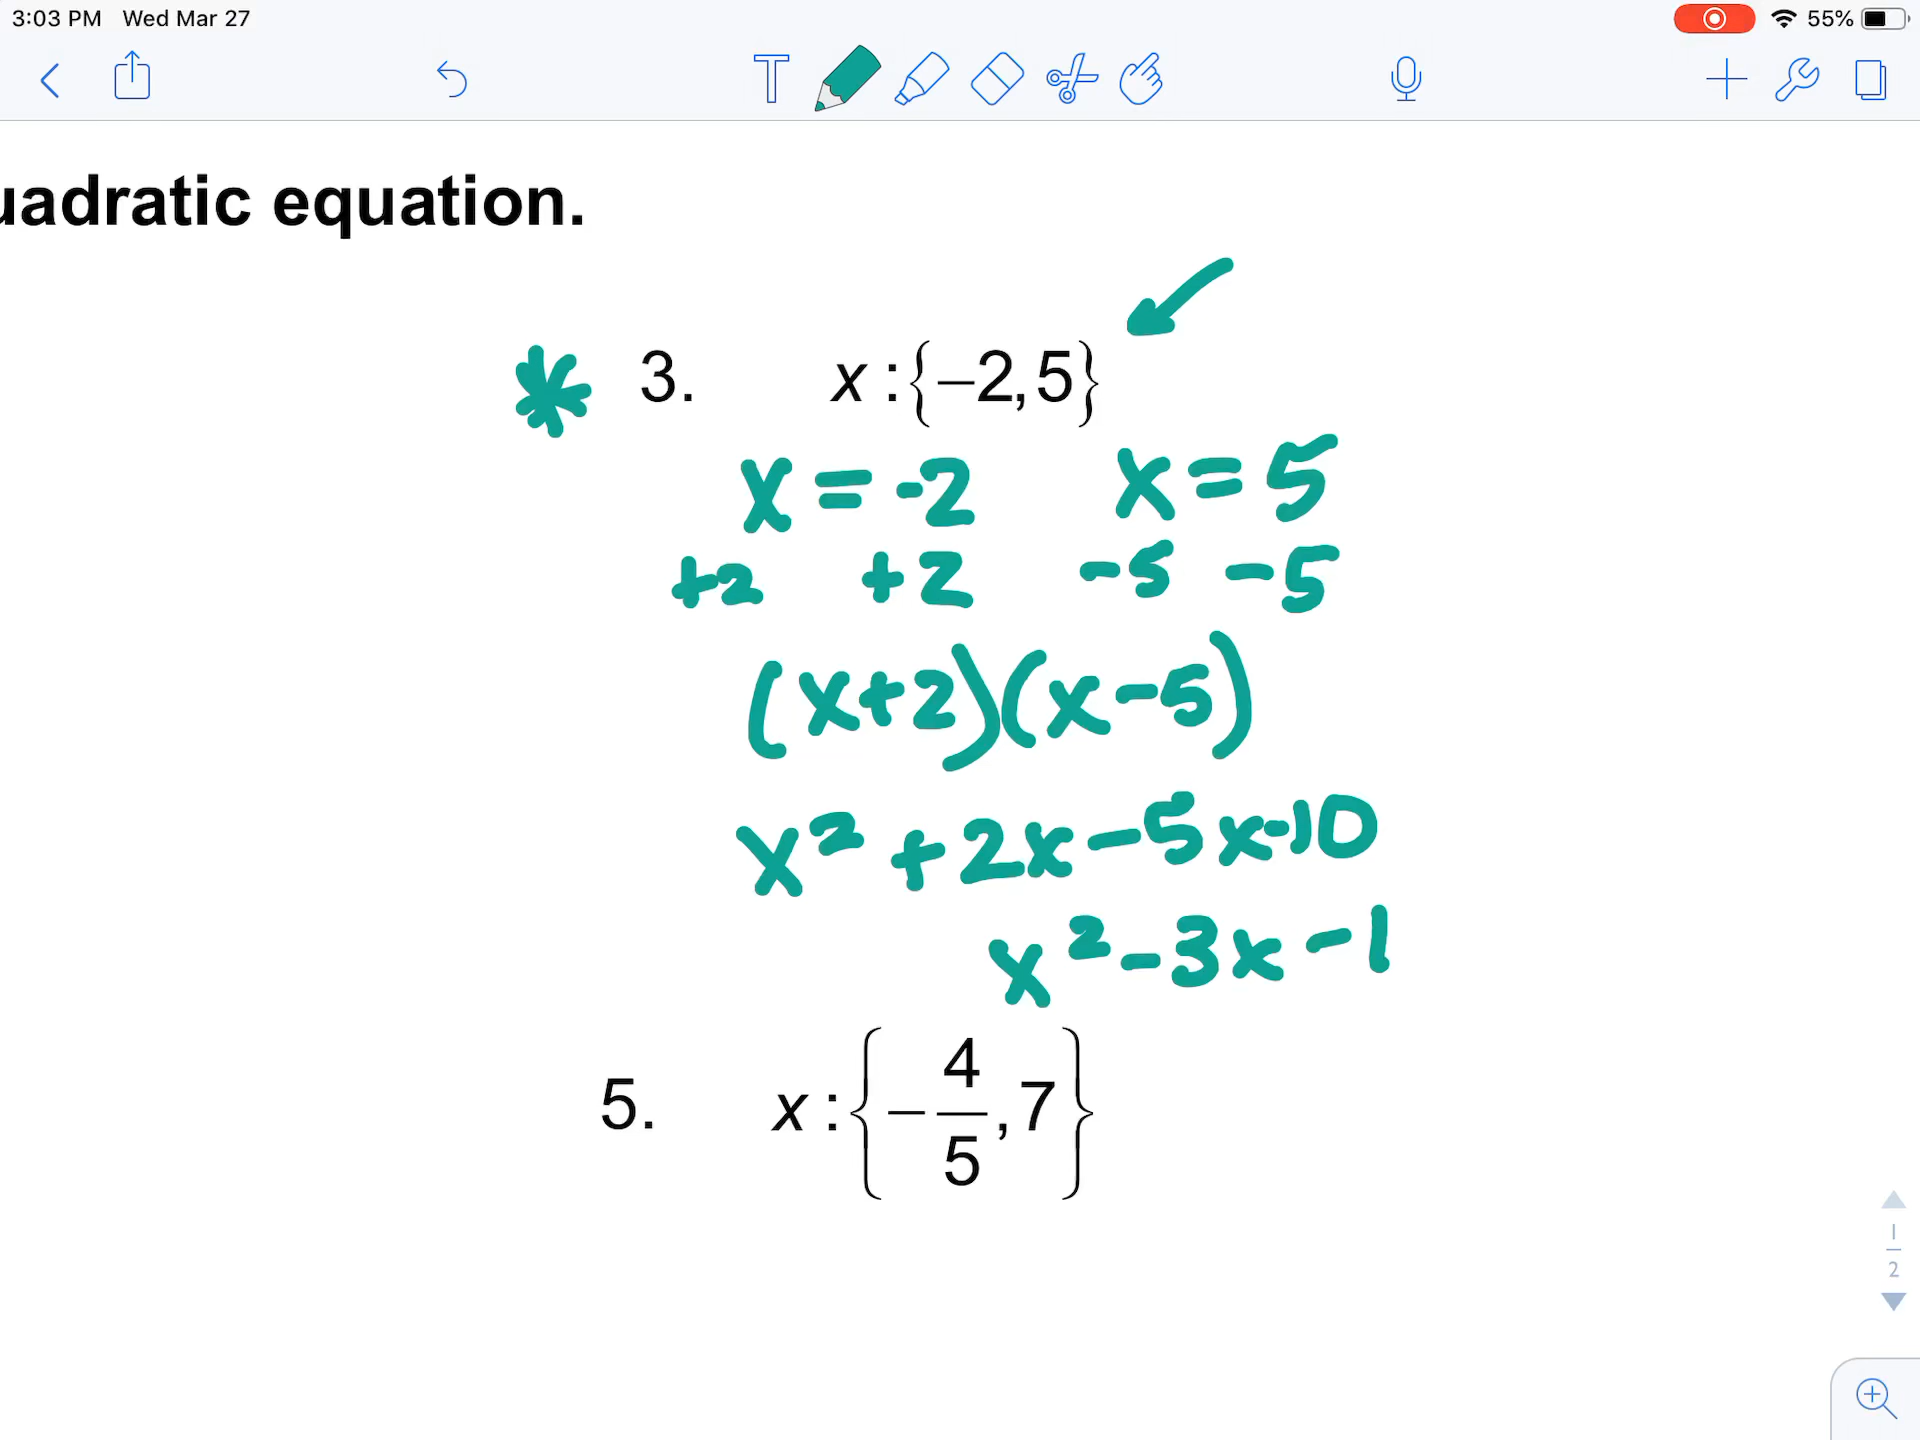 3:03 PM Wed Mar 27
55%
T
uadratic equation.
* 3. x:{−2,5}
x = -2 x = 5
+2 +2 -5 -5
(x+2)(x-5)
x² + 2x - 5x - 10
x² - 3x - 1
5. x:{−4/5,7}
1
2